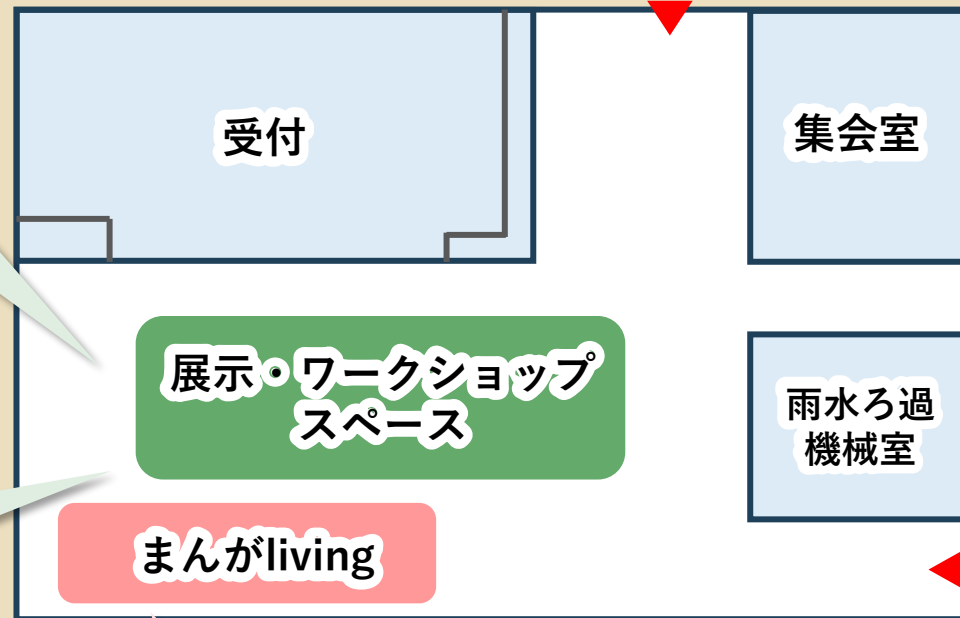 受付
集会室
展示・ワークショップ
スペース
雨水ろ過
機械室
まんがliving